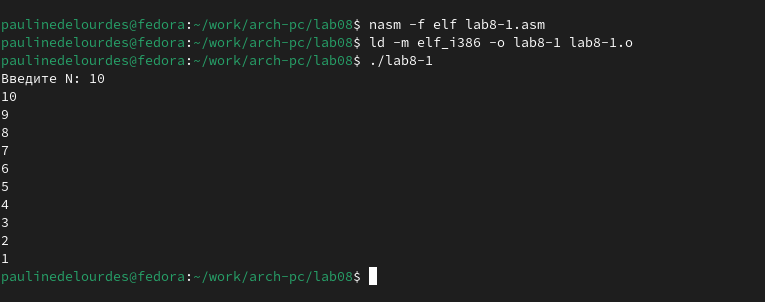 paulinedelourdes@fedora:~/work/arch-pc/lab08$ nasm -f elf lab8-1.asm
paulinedelourdes@fedora:~/work/arch-pc/lab08$ ld -m elf_i386 -o lab8-1 lab8-1.o
paulinedelourdes@fedora:~/work/arch-pc/lab08$ ./lab8-1
Введите N: 10
10
9
8
7
6
5
4
3
2
1
paulinedelourdes@fedora:~/work/arch-pc/lab08$